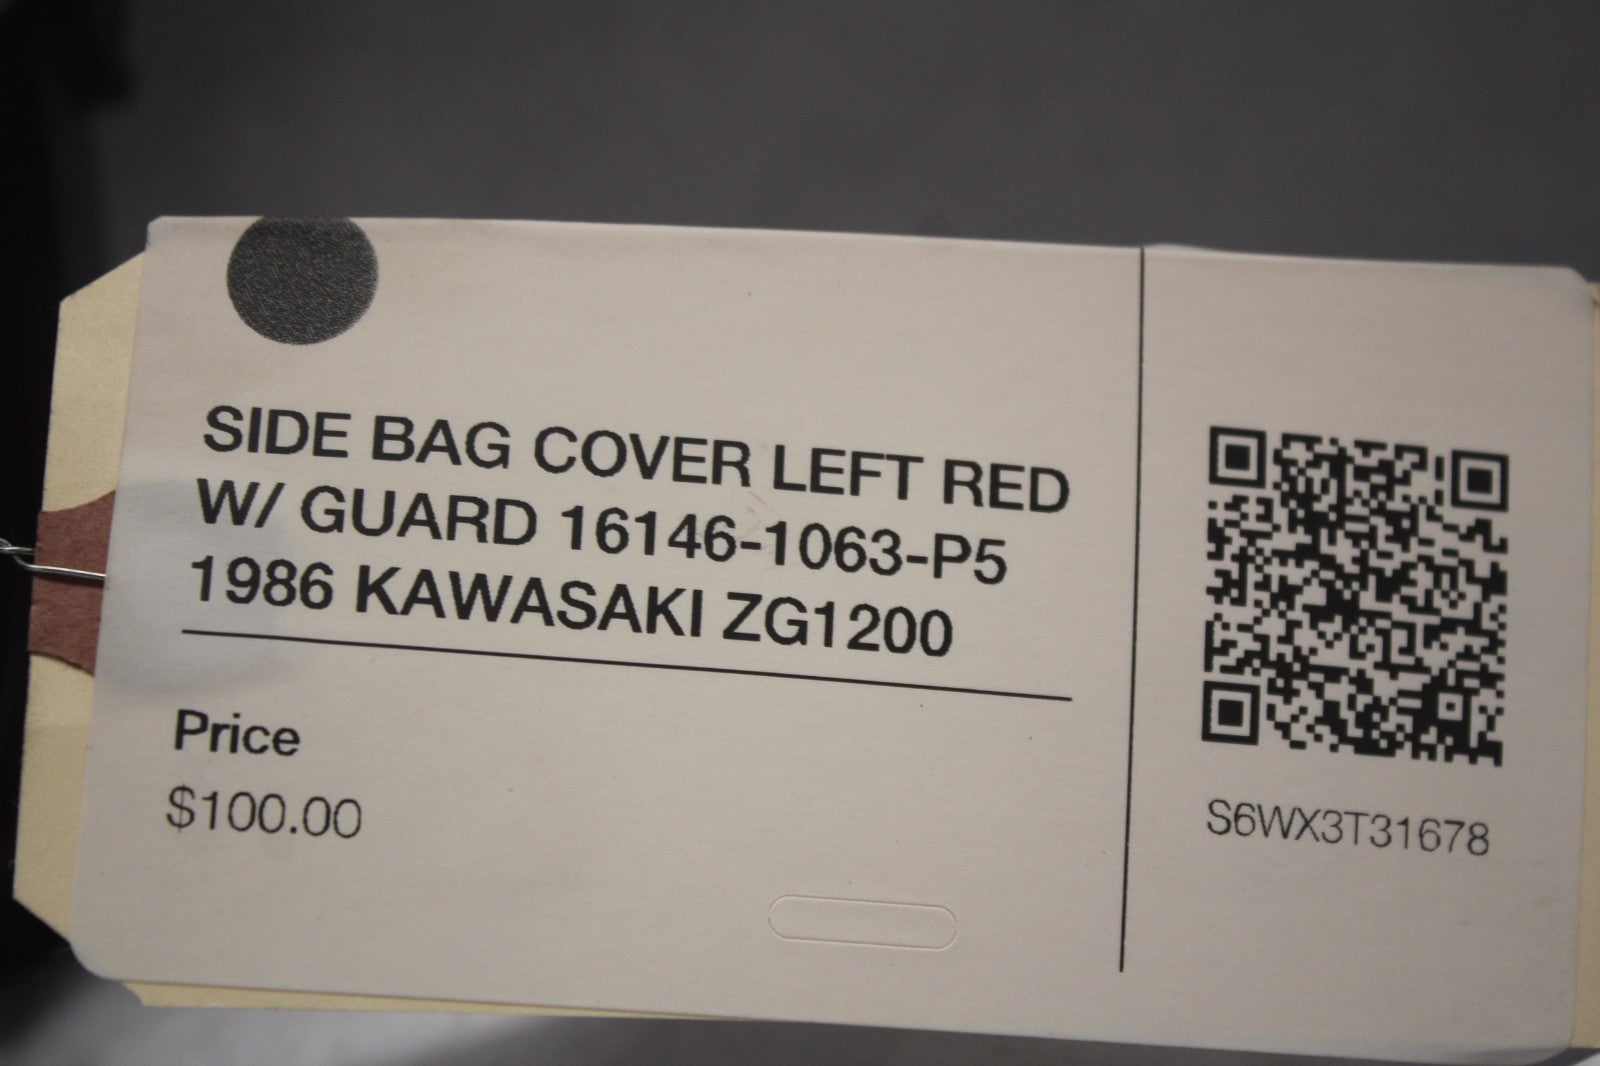 SIDE BAG COVER LEFT RED
W/ GUARD 16146-1063-P5
1986 KAWASAKI ZG1200
Price
$100.00
S6WX3T31678